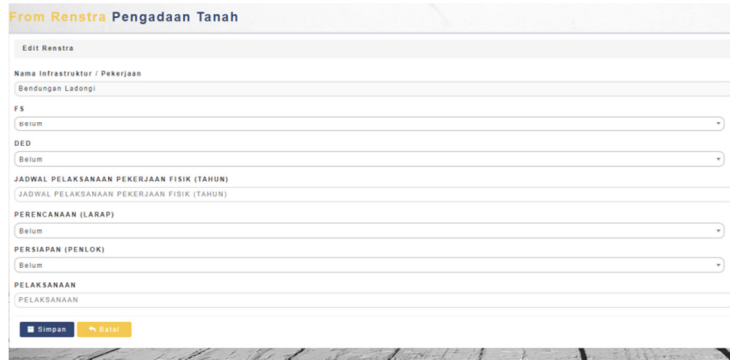 From Renstra Pengadaan Tanah
Edit Renstra
Nama Infrastruktur / Pekerjaan
Bendungan Ladongi
FS
Belum
DED
Belum
JADWAL PELAKSANAAN PEKERJAAN FISIK (TAHUN)
JADWAL PELAKSANAAN PEKERJAAN FISIK (TAHUN)
PERENCANAAN (LARAP)
Belum
PERSIAPAN (PENLOK)
Belum
PELAKSANAAN
PELAKSANAAN
Simpan Batal